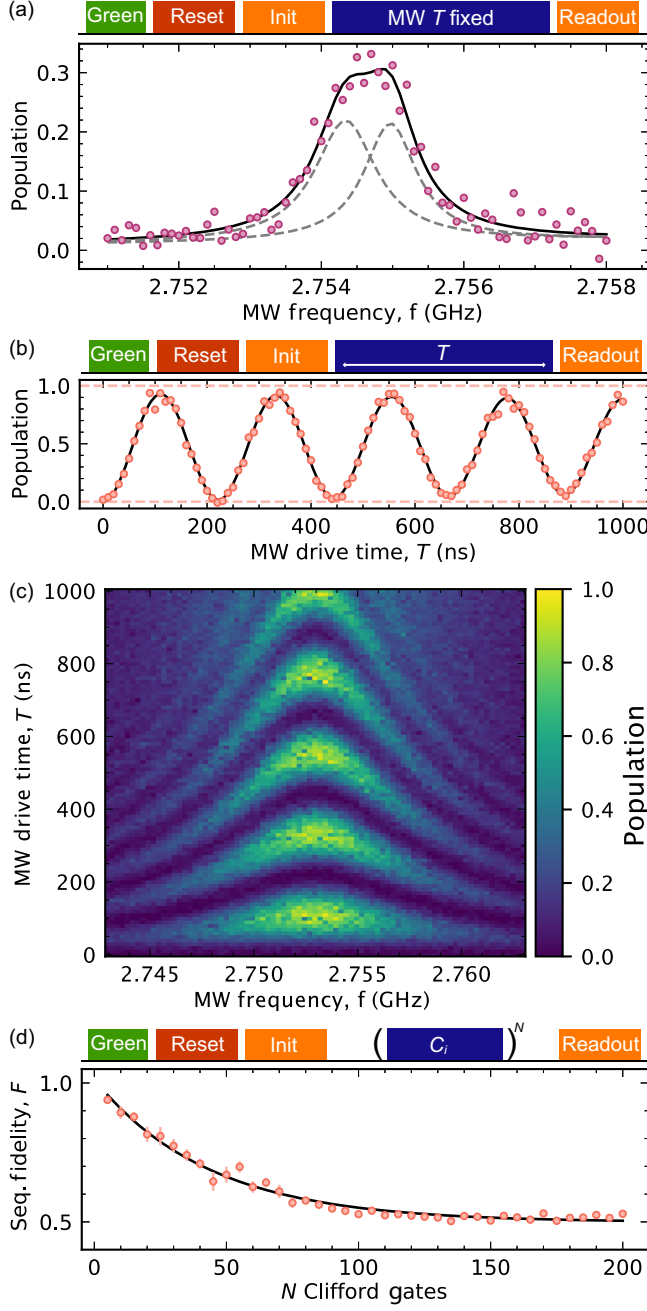 (a)
Green Reset Init MW T fixed Readout
0.3
0.2
0.1
0.0
Population
2.752 2.754 2.756 2.758
MW frequency, f (GHz)
(b)
Green Reset Init T Readout
1.0
0.5
0.0
Population
0 200 400 600 800 1000
MW drive time, T (ns)
(c)
1000
800
600
400
200
0
MW drive time, T (ns)
2.745 2.750 2.755 2.760
MW frequency, f (GHz)
1.0
0.8
0.6
0.4
0.2
0.0
Population
(d)
Green Reset Init ( C_i )^N Readout
1.0
0.5
Seq. fidelity, F
0 50 100 150 200
N Clifford gates